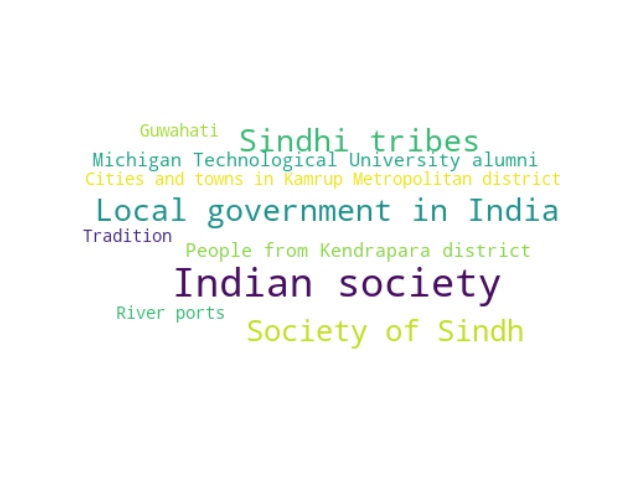 Guwahati
Sindhi tribes
Michigan Technological University alumni
Cities and towns in Kamrup Metropolitan district
Local government in India
Tradition
People from Kendrapara district
Indian society
River ports
Society of Sindh